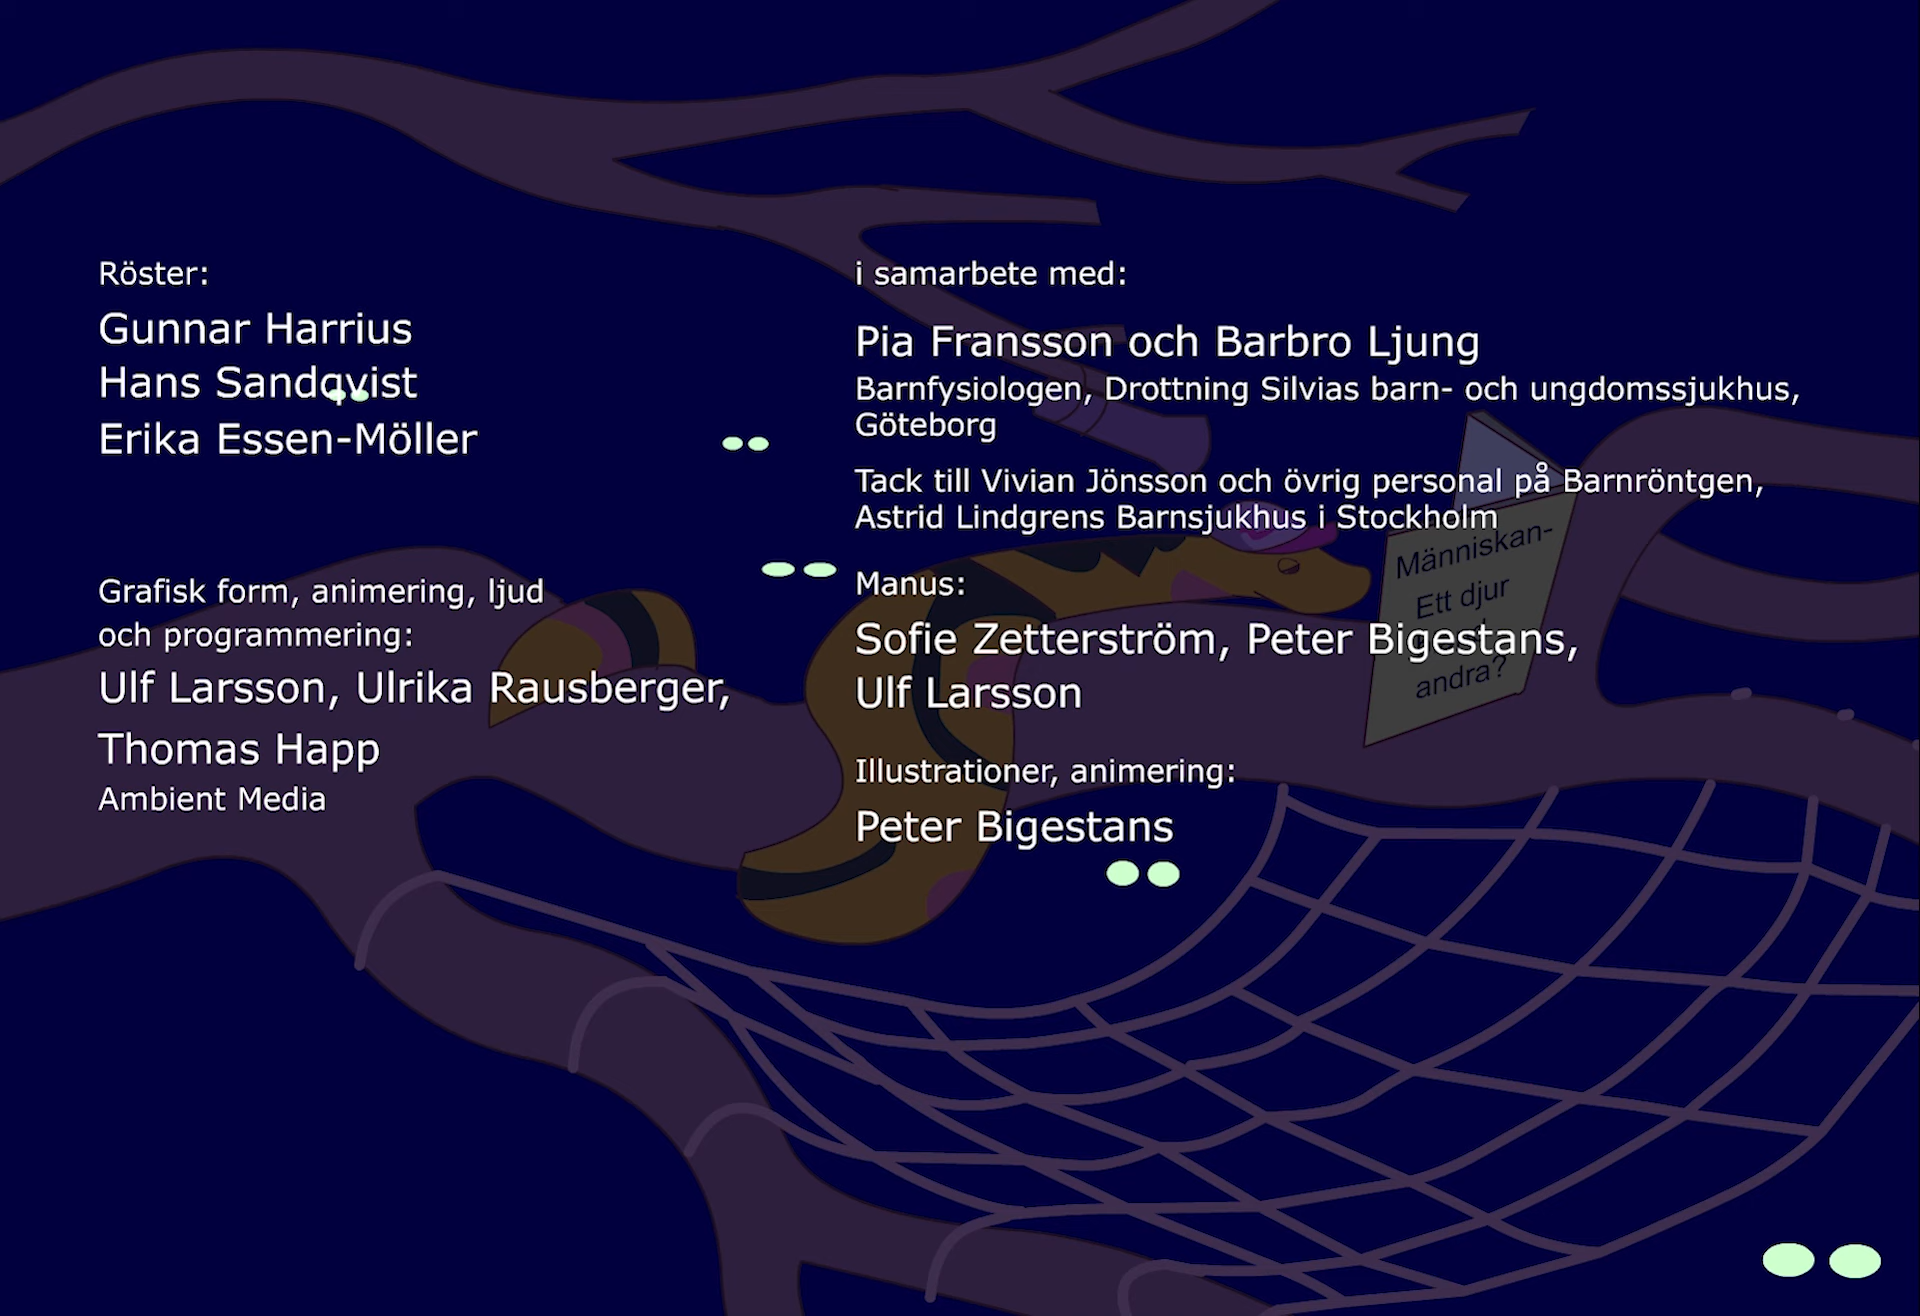 Röster:
Gunnar Harrius
Hans Sandqvist
Erika Essen-Möller
Grafisk form, animering, ljud
och programmering:
Ulf Larsson, Ulrika Rausberger,
Thomas Happ
Ambient Media
i samarbete med:
Pia Fransson och Barbro Ljung
Barnfysiologen, Drottning Silvias barn- och ungdomssjukhus,
Göteborg
Tack till Vivian Jönsson och övrig personal på Barnröntgen,
Astrid Lindgrens Barnsjukhus i Stockholm
Manus:
Sofie Zetterström, Peter Bigestans,
Ulf Larsson
Illustrationer, animering:
Peter Bigestans
Människan-
Ett djur
andra?